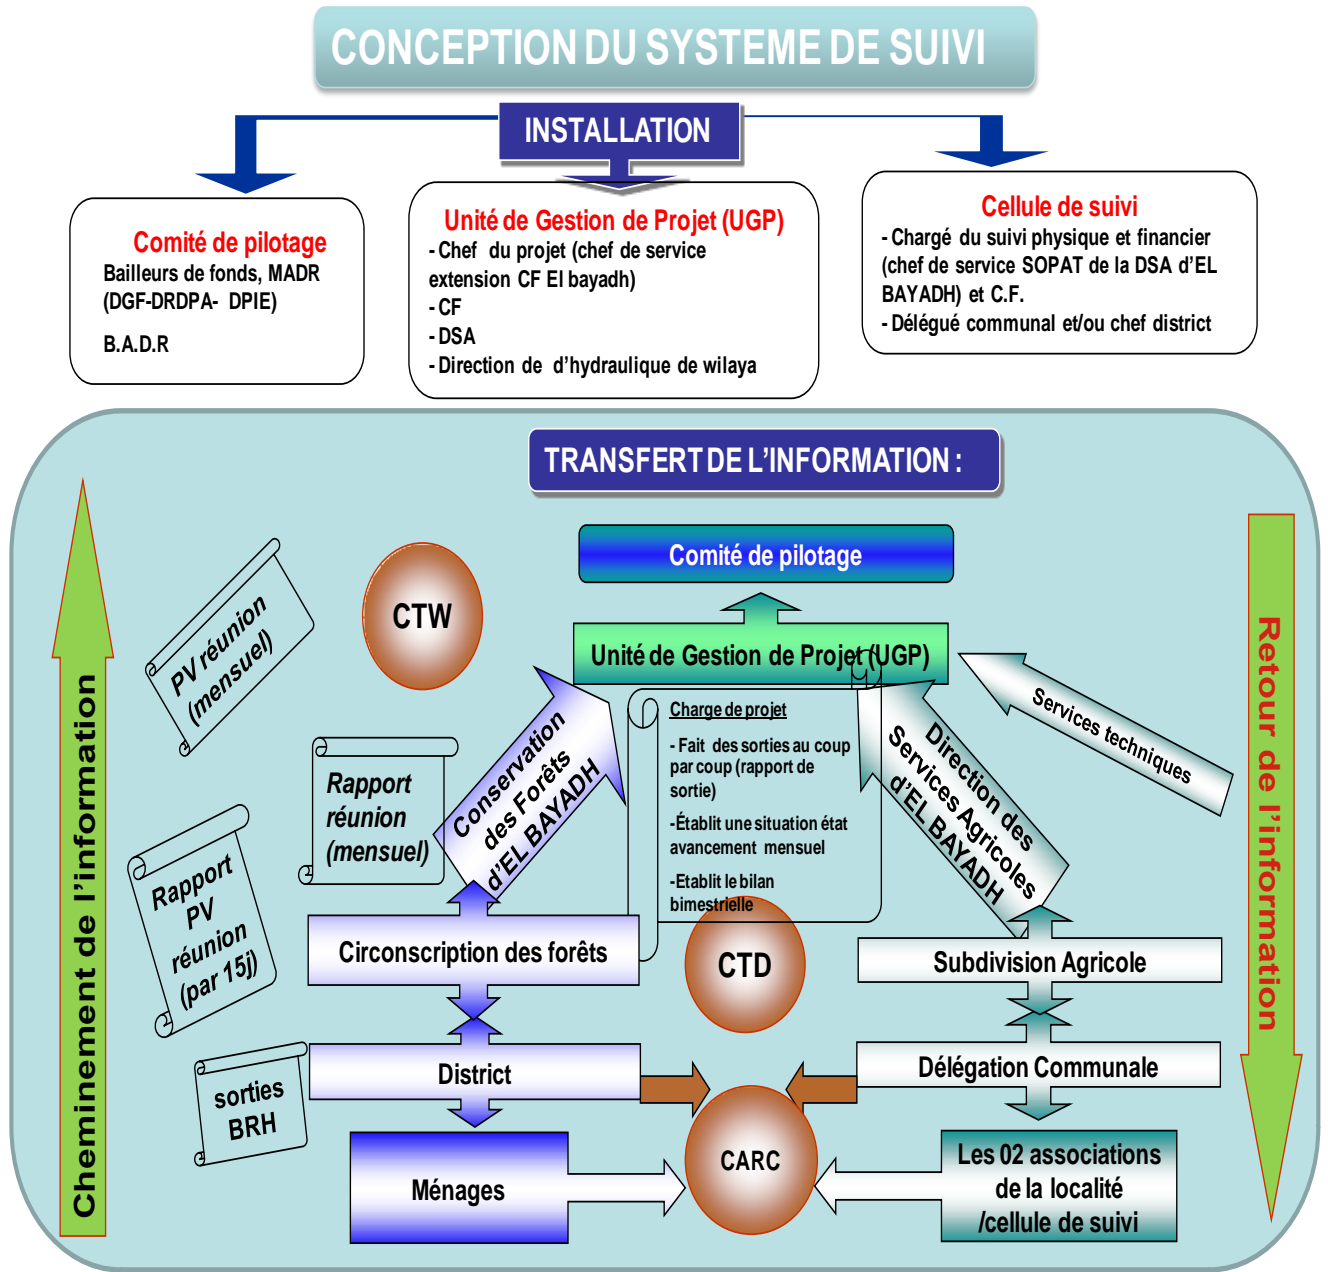 CONCEPTION DU SYSTEME DE SUIVI
INSTALLATION
Comité de pilotage
Bailleurs de fonds, MADR
(DGF-DRDPA- DPIE)
B.A.D.R
Unité de Gestion de Projet (UGP)
- Chef du projet (chef de service
extension CF El bayadh)
- CF
- DSA
- Direction de d’hydraulique de wilaya
Cellule de suivi
- Chargé du suivi physique et financier
(chef de service SOPAT de la DSA d’EL
BAYADH) et C.F.
- Délégué communal et/ou chef district
TRANSFERT DE L’INFORMATION :
Cheminement de l’information
Retour de l’information
Comité de pilotage
CTW
PV réunion
(mensuel)
Unité de Gestion de Projet (UGP)
Services techniques
Rapport
réunion
(mensuel)
Conservation
des Forêts
d’EL BAYADH
Charge de projet
- Fait des sorties au coup
par coup (rapport de
sortie)
-Établit une situation état
avancement mensuel
-Etablit le bilan
bimestrielle
Direction des
Services Agricoles
d’EL BAYADH
Rapport
PV
réunion
(par 15j)
Circonscription des forêts
CTD
Subdivision Agricole
sorties
BRH
District
Délégation Communale
Ménages
CARC
Les 02 associations
de la localité
/cellule de suivi